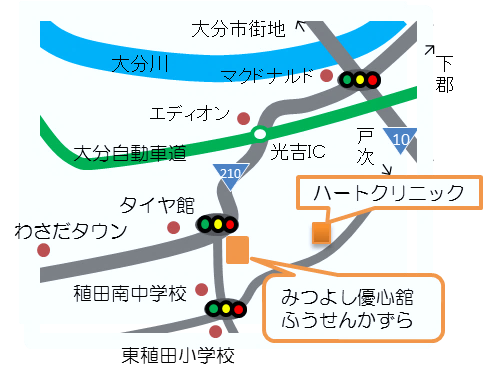 大分市街地
下郡
大分川
マクドナルド
エディオン
10
戸次
大分自動車道
光吉IC
210
ハートクリニック
タイヤ館
わさだタウン
稙田南中学校
みつよし優心舘
ふうせんかずら
東稙田小学校